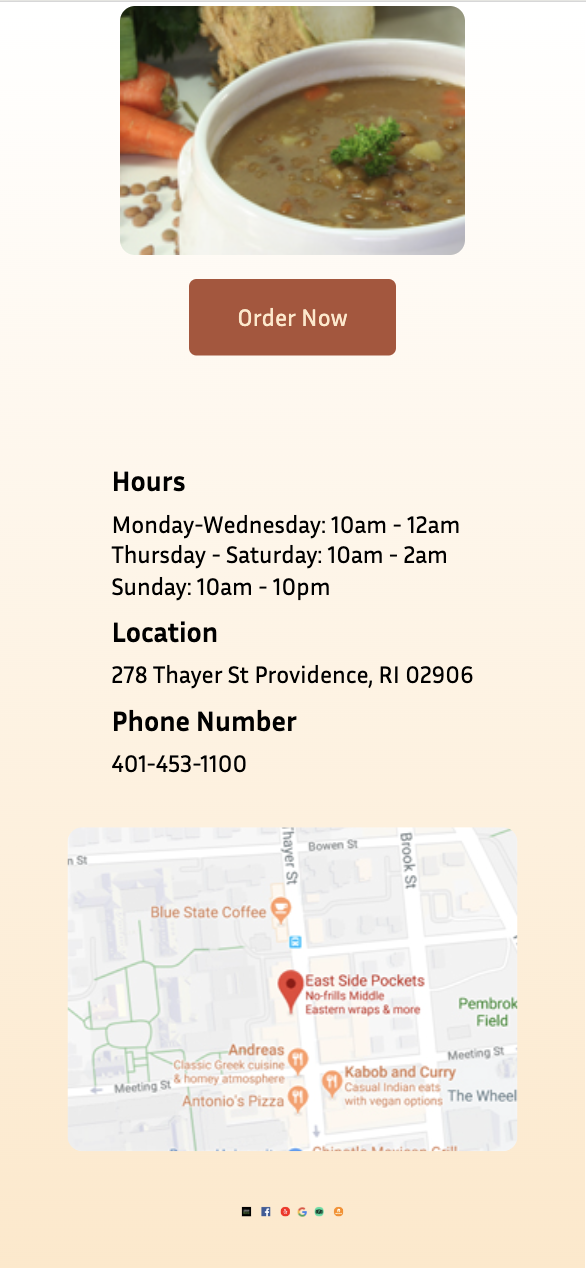 Order Now
Hours
Monday-Wednesday: 10am - 12am
Thursday - Saturday: 10am - 2am
Sunday: 10am - 10pm
Location
278 Thayer St Providence, RI 02906
Phone Number
401-453-1100
n St
Thayer St
Bowen St
Brook St
Blue State Coffee
East Side Pockets
No-frills Middle
Eastern wraps & more
Pembrok
Field
Andreas
Classic Greek cuisine
& homey atmosphere
Meeting St
Kabob and Curry
Casual Indian eats
with vegan options
Meeting St
Antonio's Pizza
The Wheel
Chipotle Mexican Grill